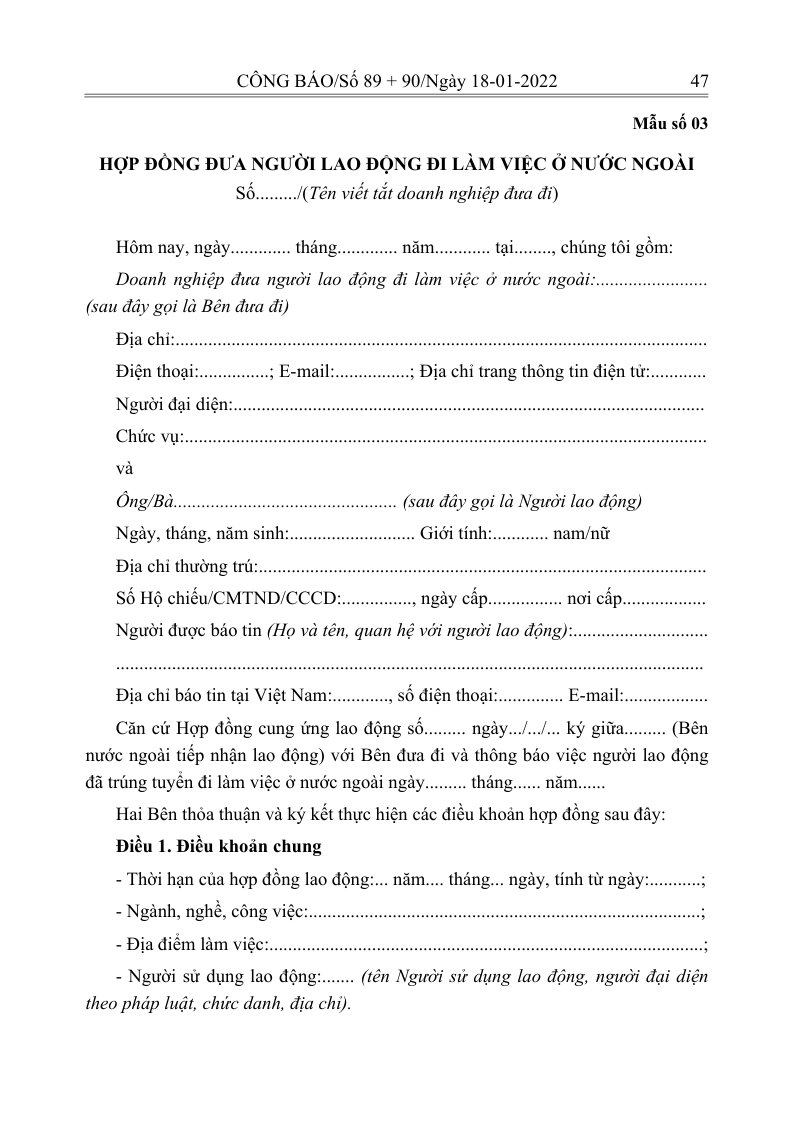 CÔNG BÁO/Số 89 + 90/Ngày 18-01-2022 47
Mẫu số 03
HỢP ĐỒNG ĐƯA NGƯỜI LAO ĐỘNG ĐI LÀM VIỆC Ở NƯỚC NGOÀI
Số........./(Tên viết tắt doanh nghiệp đưa đi)
Hôm nay, ngày............. tháng............. năm............ tại........, chúng tôi gồm:
Doanh nghiệp đưa người lao động đi làm việc ở nước ngoài:........................
(sau đây gọi là Bên đưa đi)
Địa chỉ:...................................................................................................................
Điện thoại:...............; E-mail:................; Địa chỉ trang thông tin điện tử:............
Người đại diện:......................................................................................................
Chức vụ:.................................................................................................................
và
Ông/Bà................................................ (sau đây gọi là Người lao động)
Ngày, tháng, năm sinh:........................... Giới tính:............ nam/nữ
Địa chỉ thường trú:.................................................................................................
Số Hộ chiếu/CMTND/CCCD:..............., ngày cấp................ nơi cấp..................
Người được báo tin (Họ và tên, quan hệ với người lao động):.............................
...............................................................................................................................
Địa chỉ báo tin tại Việt Nam:............, số điện thoại:.............. E-mail:..................
Căn cứ Hợp đồng cung ứng lao động số......... ngày.../.../... ký giữa......... (Bên
nước ngoài tiếp nhận lao động) với Bên đưa đi và thông báo việc người lao động
đã trúng tuyển đi làm việc ở nước ngoài ngày......... tháng...... năm......
Hai Bên thỏa thuận và ký kết thực hiện các điều khoản hợp đồng sau đây:
Điều 1. Điều khoản chung
- Thời hạn của hợp đồng lao động:... năm.... tháng... ngày, tính từ ngày:...........;
- Ngành, nghề, công việc:.....................................................................................;
- Địa điểm làm việc:..............................................................................................;
- Người sử dụng lao động:....... (tên Người sử dụng lao động, người đại diện
theo pháp luật, chức danh, địa chỉ).